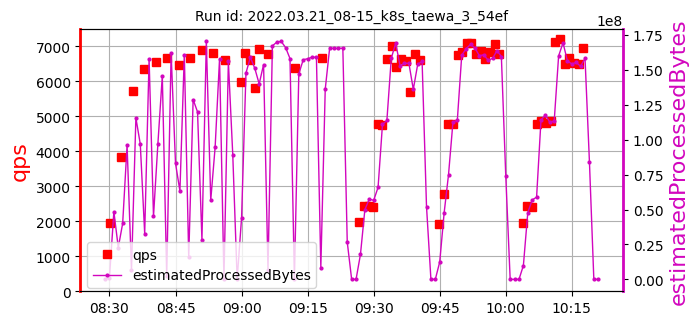 Run id: 2022.03.21_08-15_k8s_taewa_3_54ef
1e8
7000
6000
5000
4000
3000
2000
1000
0
qps
1.75
1.50
1.25
1.00
0.75
0.50
0.25
0.00
estimatedProcessedBytes
qps
estimatedProcessedBytes
08:30 08:45 09:00 09:15 09:30 09:45 10:00 10:15